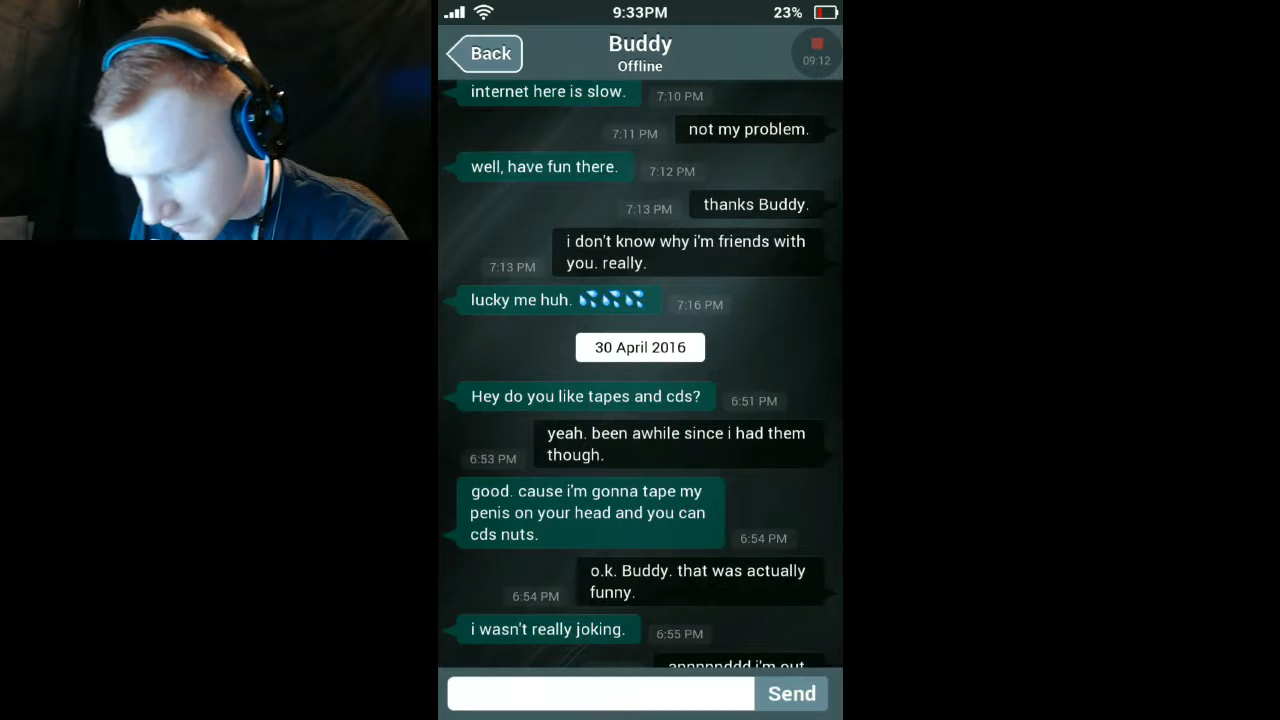 9:33PM
23%
Back
Buddy
Offline
09:12
internet here is slow.
7:10 PM
not my problem.
7:11 PM
well, have fun there.
7:12 PM
thanks Buddy.
7:13 PM
i don't know why i'm friends with
you. really.
7:13 PM
lucky me huh. 💦💦💦
7:16 PM
30 April 2016
Hey do you like tapes and cds?
6:51 PM
yeah. been awhile since i had them
though.
6:53 PM
good. cause i'm gonna tape my
penis on your head and you can
cds nuts.
6:54 PM
o.k. Buddy. that was actually
funny.
6:54 PM
i wasn't really joking.
6:55 PM
annnnnddd i'm out
Send